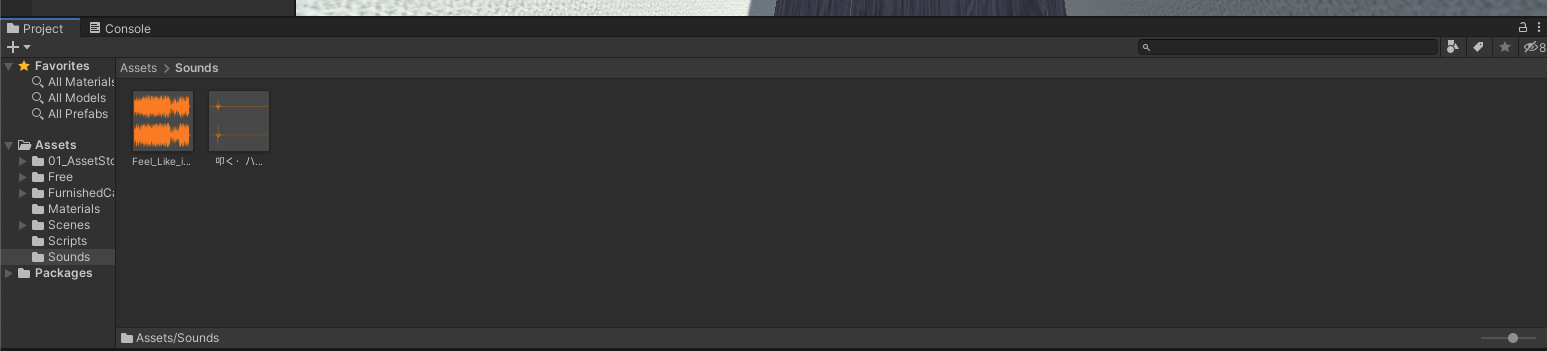 Project
Console
8
Favorites
All Materials
All Models
All Prefabs
Assets
01_AssetSto
Free
FurnishedCa
Materials
Scenes
Scripts
Sounds
Packages
Assets > Sounds
Feel_Like_i...
叩く・ハ...
Assets/Sounds